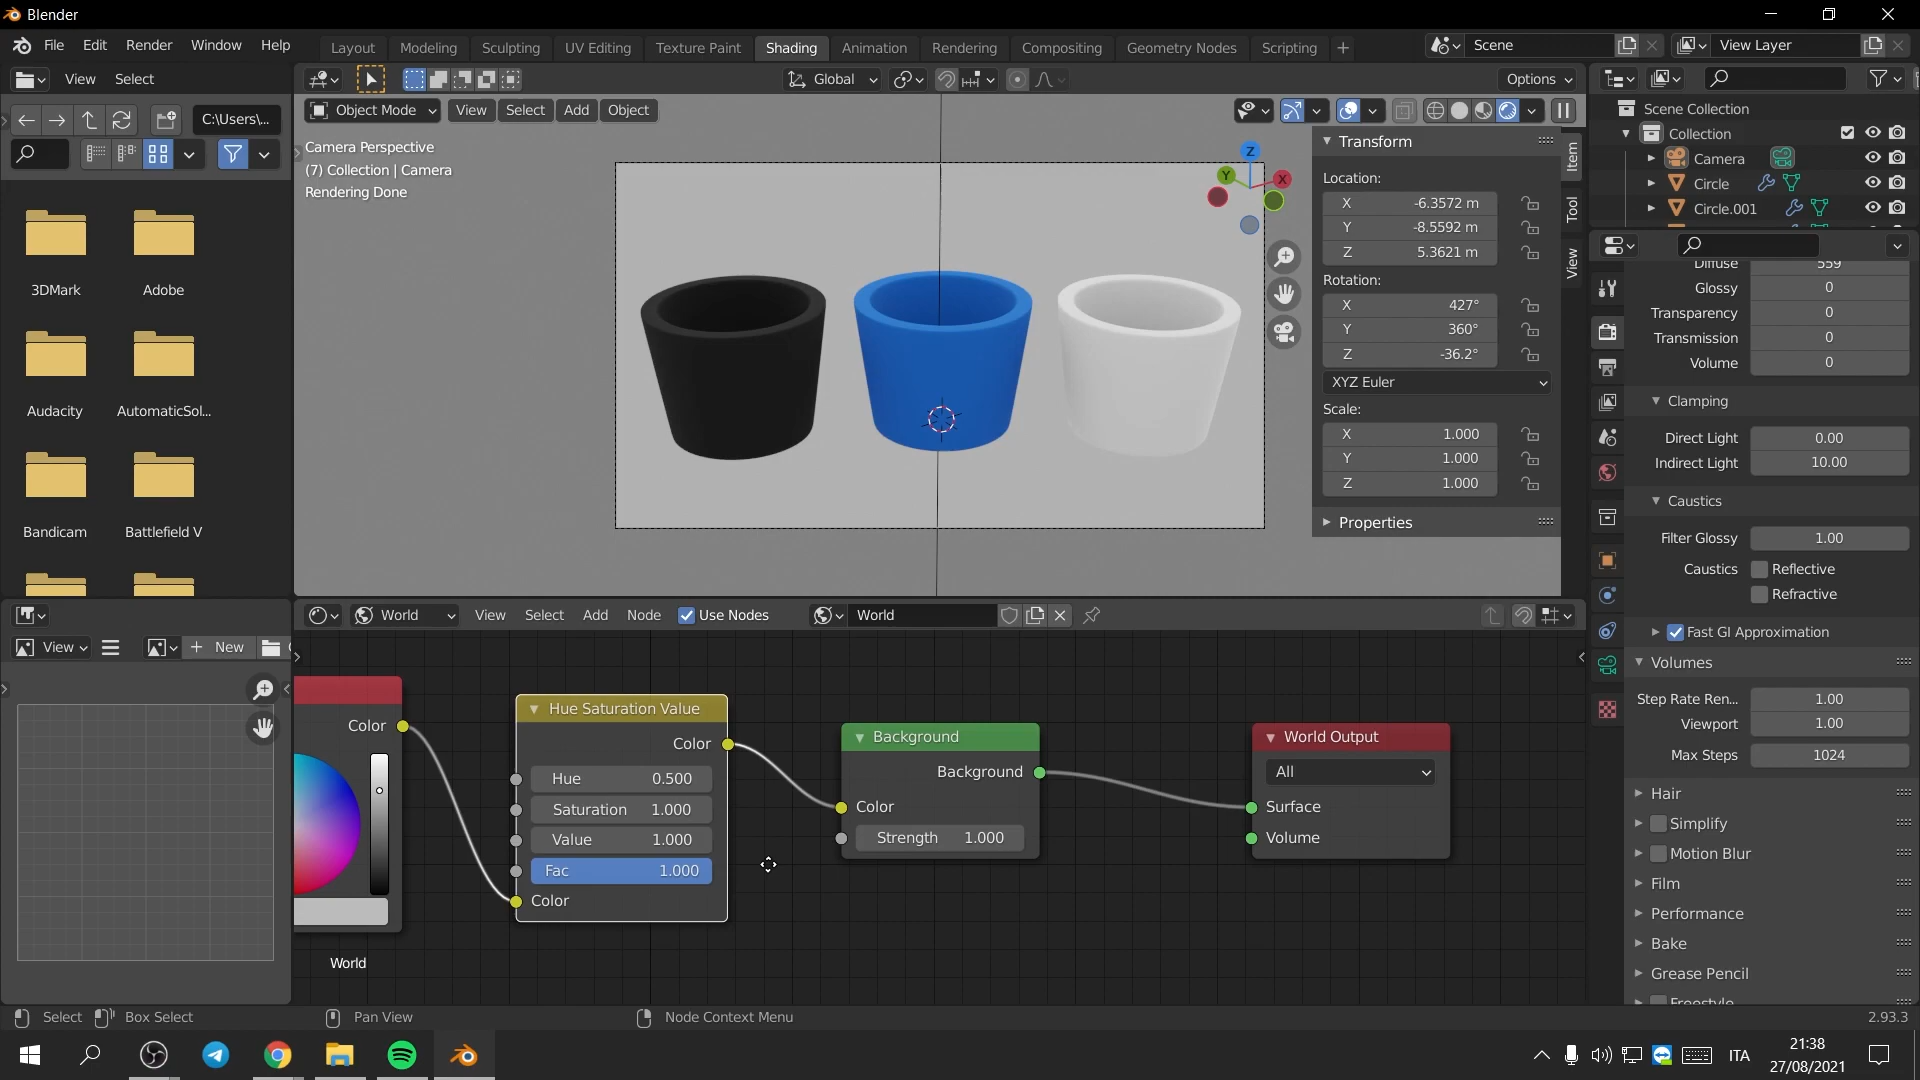 Blender
File Edit Render Window Help
Layout Modeling Sculpting UV Editing Texture Paint Shading Animation Rendering Compositing Geometry Nodes Scripting +
Scene
View Layer
View Select
Global
Options
C:\Users\...
Object Mode View Select Add Object
Camera Perspective
(7) Collection | Camera
Rendering Done
Z
Y
X
Transform
Location:
X -6.3572 m
Y -8.5592 m
Z 5.3621 m
Rotation:
X 427°
Y 360°
Z -36.2°
XYZ Euler
Scale:
X 1.000
Y 1.000
Z 1.000
Properties
Item
Tool
View
Scene Collection
Collection
Camera
Circle
Circle.001
Diffuse 559
Glossy 0
Transparency 0
Transmission 0
Volume 0
Clamping
Direct Light 0.00
Indirect Light 10.00
Caustics
Filter Glossy 1.00
Caustics Reflective
Refractive
Fast GI Approximation
Volumes
Step Rate Ren... 1.00
Viewport 1.00
Max Steps 1024
Hair
Simplify
Motion Blur
Film
Performance
Bake
Grease Pencil
Freestyle
3DMark
Adobe
Audacity
AutomaticSol...
Bandicam
Battlefield V
View
New
World View Select Add Node Use Nodes World
Color
World
Hue Saturation Value
Color
Hue 0.500
Saturation 1.000
Value 1.000
Fac 1.000
Color
Background
Background
Color
Strength 1.000
World Output
All
Surface
Volume
Select Box Select Pan View Node Context Menu 2.93.3
ITA
21:38
27/08/2021